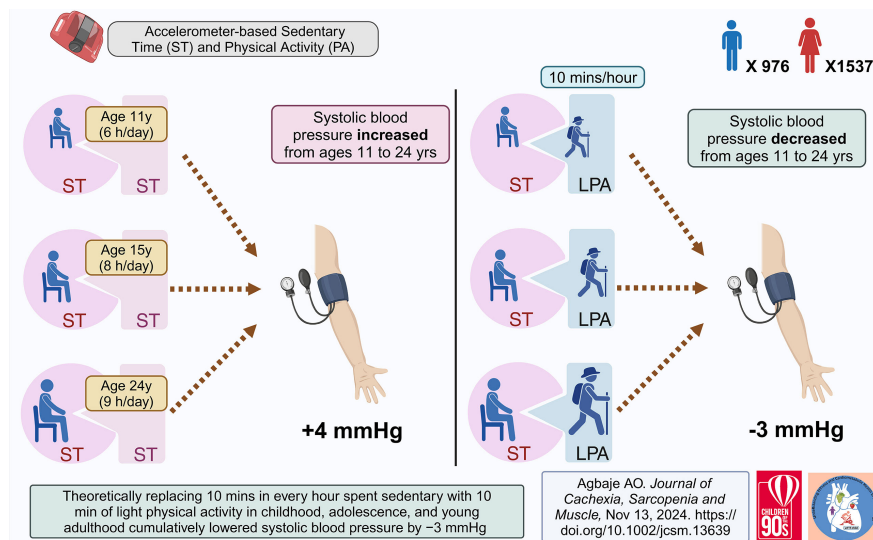 Accelerometer-based Sedentary
Time (ST) and Physical Activity (PA)
X 976
X1537
Age 11y
(6 h/day)
ST
ST
Systolic blood
pressure increased
from ages 11 to 24 yrs
Age 15y
(8 h/day)
ST
ST
Age 24y
(9 h/day)
ST
ST
+4 mmHg
10 mins/hour
ST
LPA
Systolic blood
pressure decreased
from ages 11 to 24 yrs
ST
LPA
ST
LPA
-3 mmHg
Theoretically replacing 10 mins in every hour spent sedentary with 10
min of light physical activity in childhood, adolescence, and young
adulthood cumulatively lowered systolic blood pressure by −3 mmHg
Agbaje AO. Journal of
Cachexia, Sarcopenia and
Muscle, Nov 13, 2024. https://
doi.org/10.1002/jcsm.13639
CHILDREN
OF THE
90s